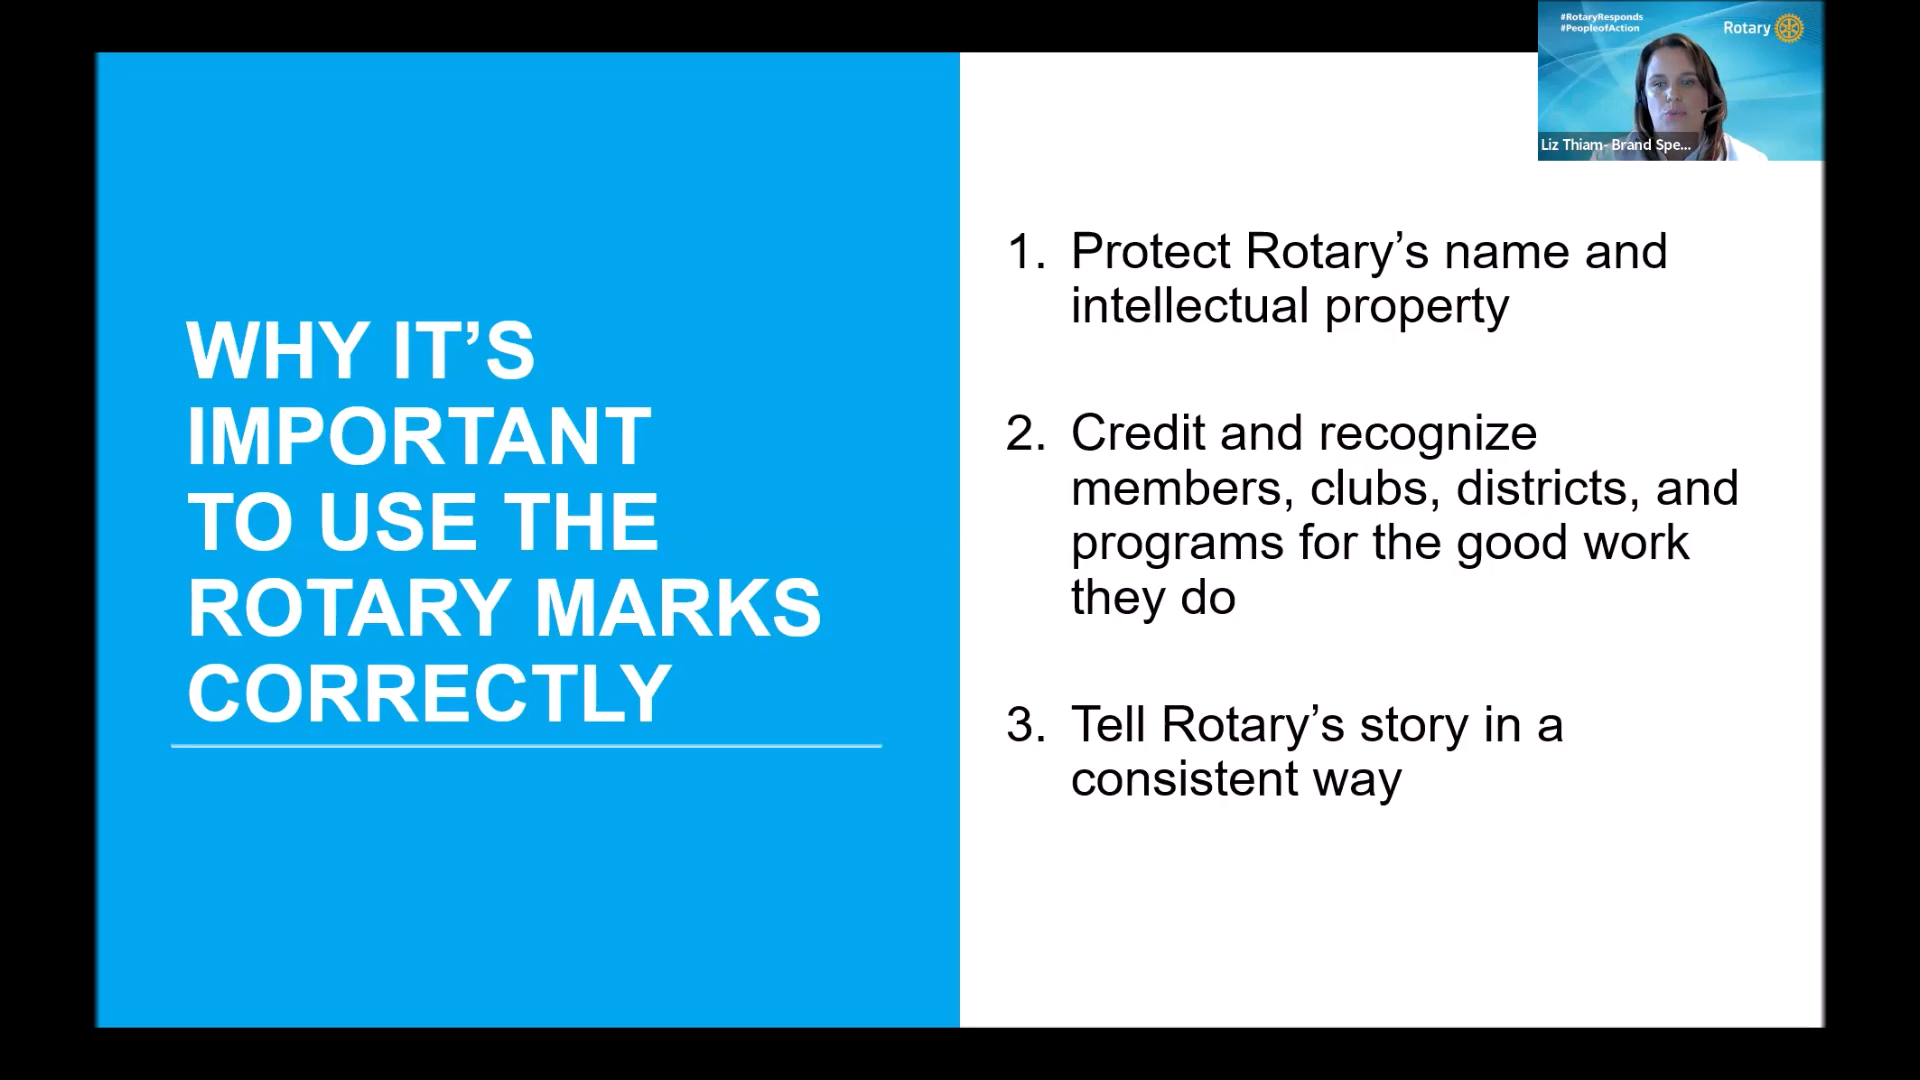 #RotaryResponds
#PeopleofAction
Rotary
Liz Thiam- Brand Spe...
WHY IT’S
IMPORTANT
TO USE THE
ROTARY MARKS
CORRECTLY
1. Protect Rotary’s name and
intellectual property
2. Credit and recognize
members, clubs, districts, and
programs for the good work
they do
3. Tell Rotary’s story in a
consistent way